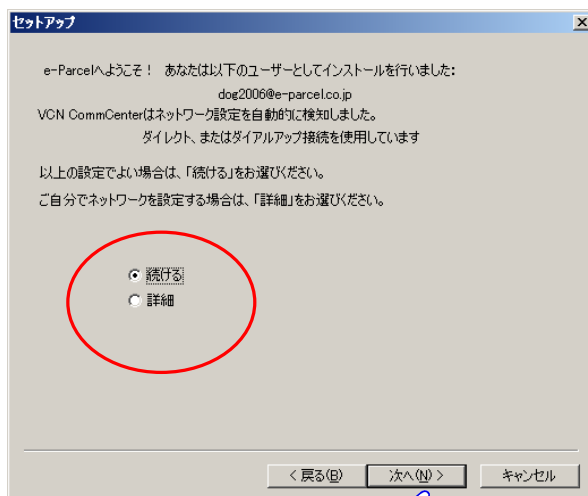 セットアップ
e-Parcelへようこそ！ あなたは以下のユーザーとしてインストールを行いました：
dog2006@e-parcel.co.jp
VCN CommCenterはネットワーク設定を自動的に検知しました。
ダイレクト、またはダイアルアップ接続を使用しています
以上の設定でよい場合は、「続ける」をお選びください。
ご自分でネットワークを設定する場合は、「詳細」をお選びください。
続ける
詳細
< 戻る(B) 次へ(N) > キャンセル